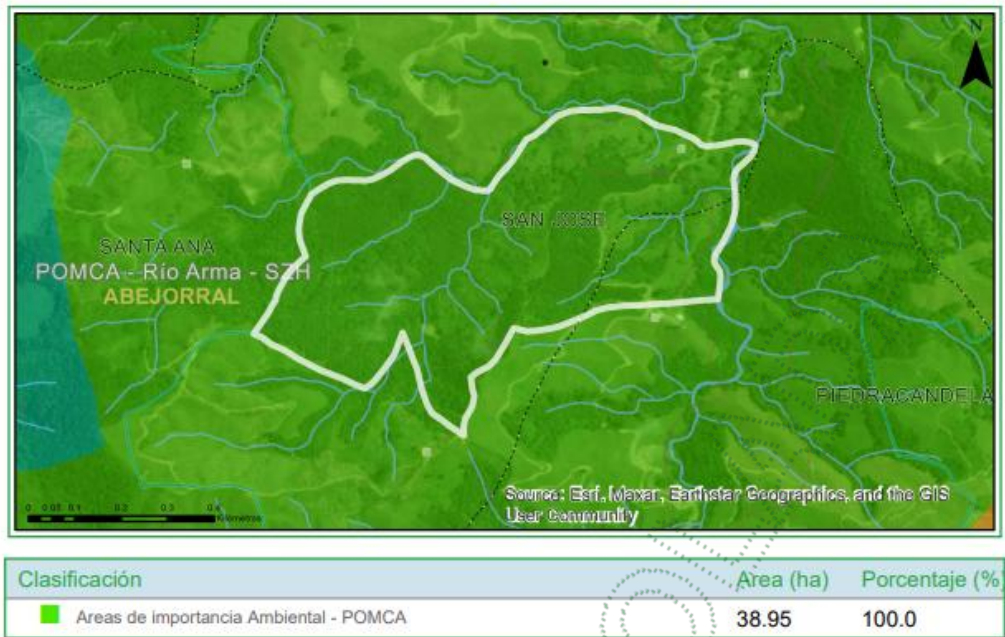 N
SAN JOSE
SANTA ANA
POMCA - Río Arma - SZH
ABEJORRAL
PIEDRACANDELA
Source: Esri, Maxar, Earthstar Geographics, and the GIS
User Community
0 0.05 0.1 0.2 0.3 0.4
Kilometros
Clasificación Area (ha) Porcentaje (%)
Areas de importancia Ambiental - POMCA 38.95 100.0